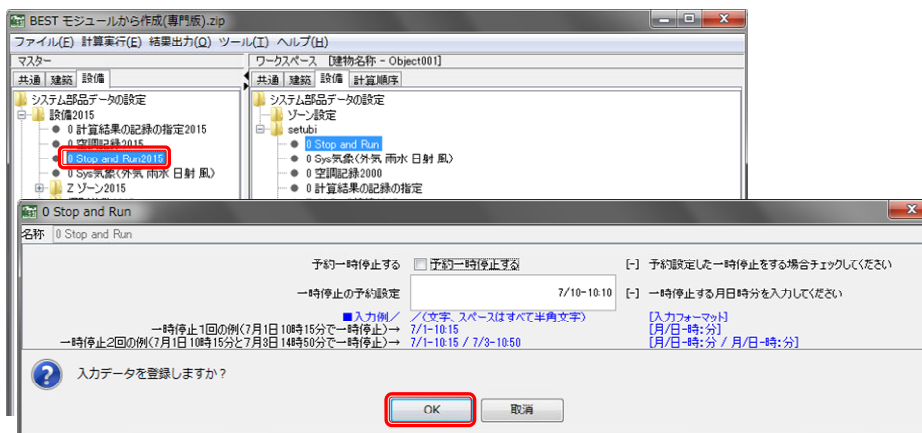 BEST モジュールから作成(専門版).zip
ファイル(F) 計算実行(E) 結果出力(O) ツール(T) ヘルプ(H)
マスター
ワークスペース 【建物名称 - Object001】
共通 建築 設備
共通 建築 設備 計算順序
システム部品データの設定
システム部品データの設定
設備2015
ゾーン設定
0 計算結果の記録の指定2015
setubi
0 空調記録2015
0 Stop and Run
0 Stop and Run2015
0 Sys気象(外気 雨水 日射 風)
0 Sys気象(外気 雨水 日射 風)
0 空調記録2000
Z ゾーン2015
0 計算結果の記録の指定
0 Stop and Run
名称 0 Stop and Run
予約一時停止する 予約一時停止する [-] 予約設定した一時停止をする場合チェックしてください
一時停止の予約設定 7/10-10:10 [-] 一時停止する月日時分を入力してください
■入力例／ ／(文字、スペースはすべて半角文字) [入力フォーマット]
一時停止1回の例(7月1日10時15分で一時停止)→ 7/1-10:15 [月/日-時:分]
一時停止2回の例(7月1日10時15分と7月3日14時50分で一時停止)→ 7/1-10:15 / 7/3-10:50 [月/日-時:分 / 月/日-時:分]
入力データを登録しますか？
OK 取消